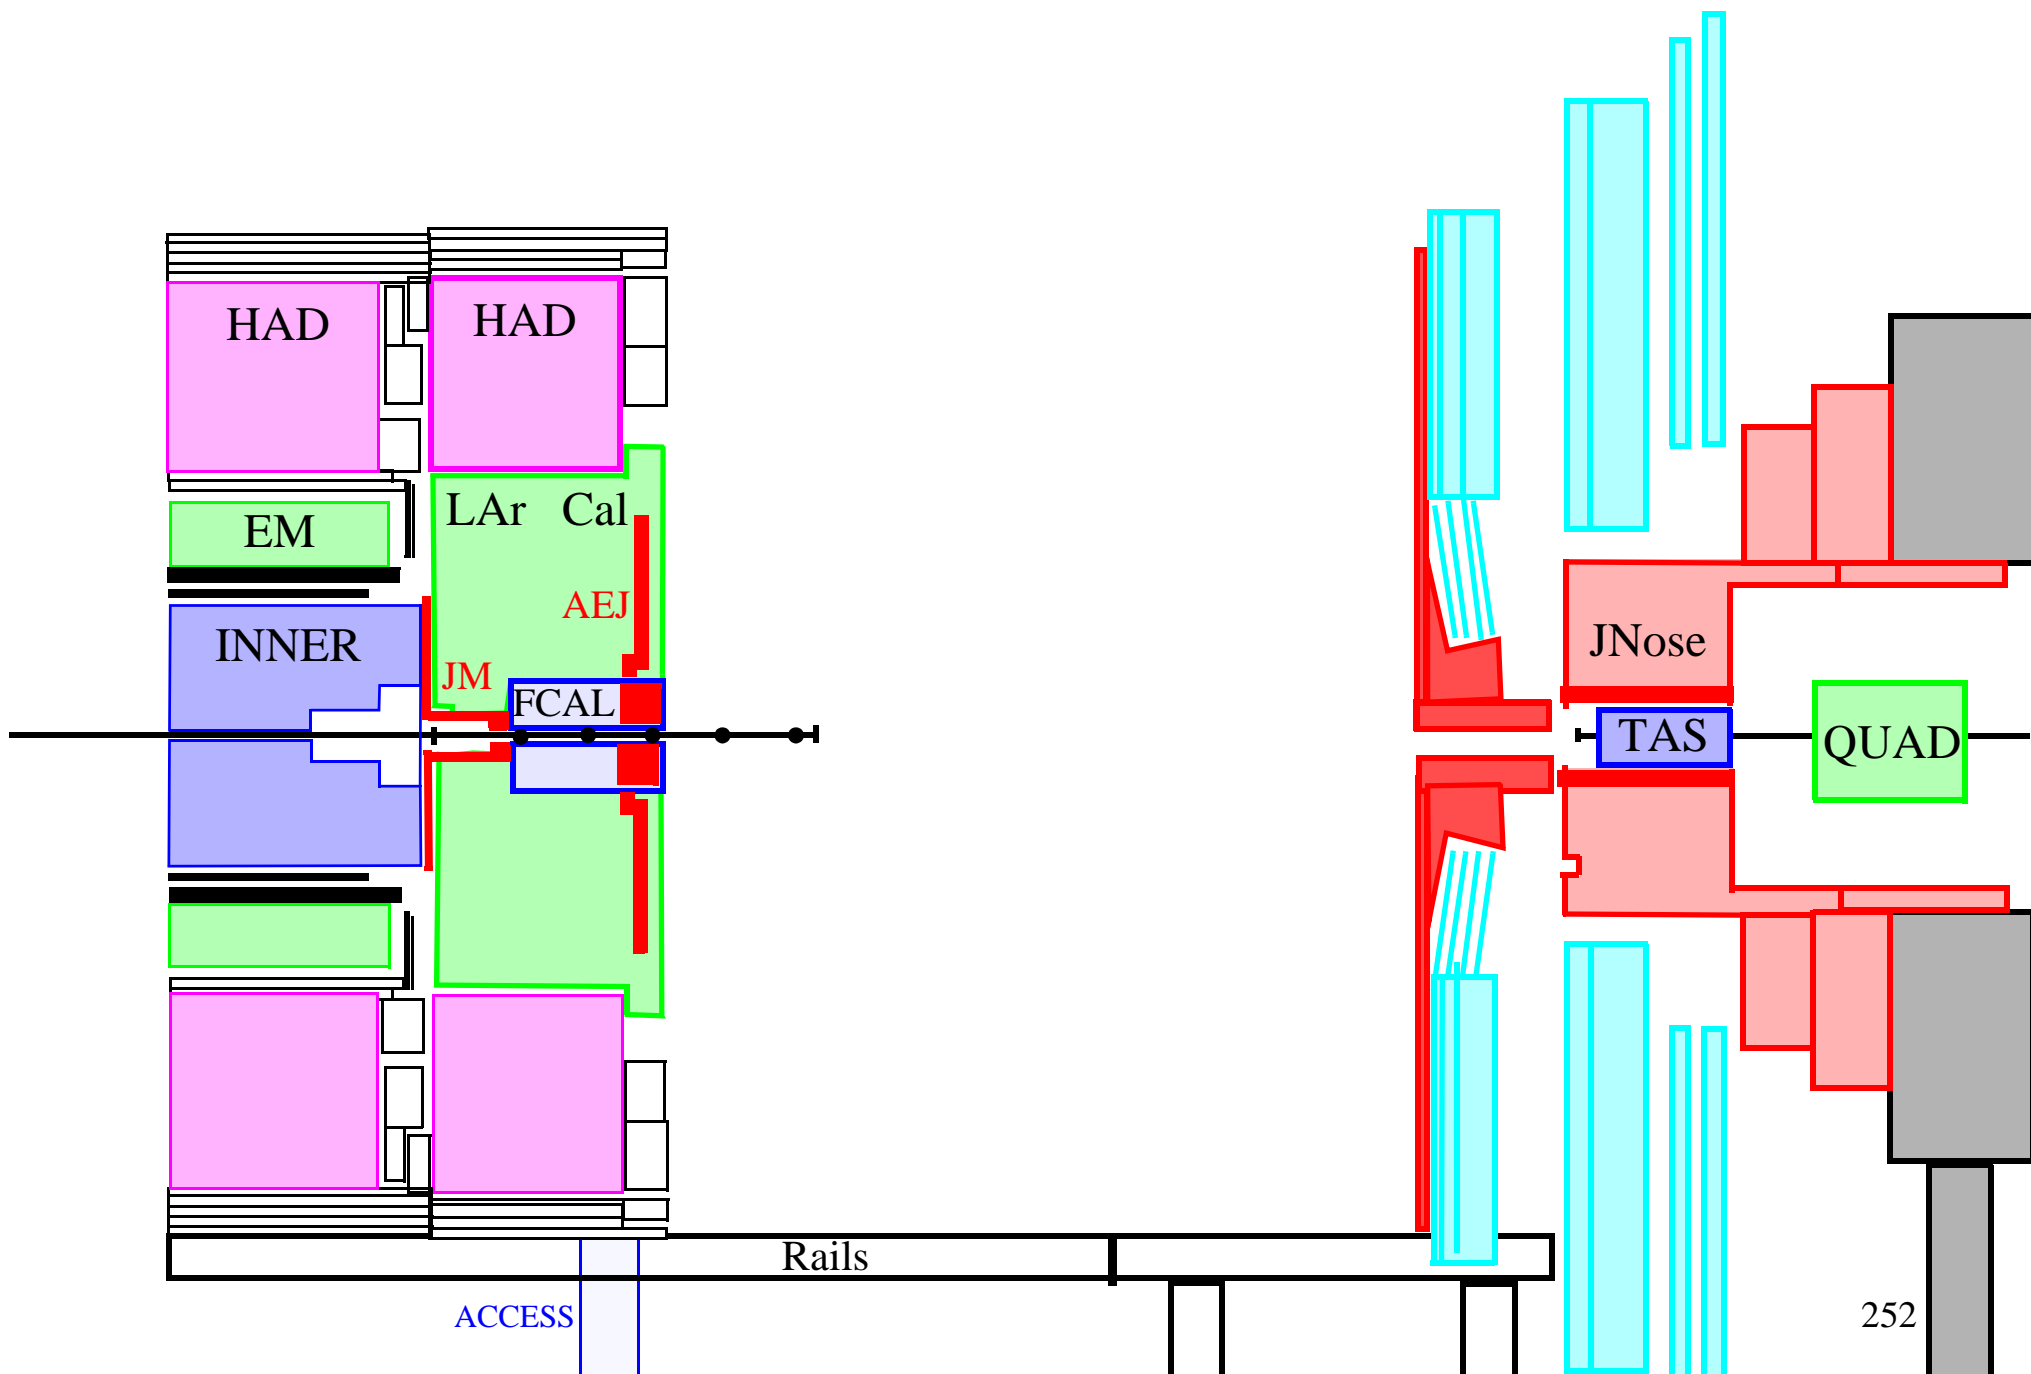 HAD HAD
LAr Cal
EM
AEJ
INNER
JM
FCAL
JNose
TAS
QUAD
Rails
ACCESS
252